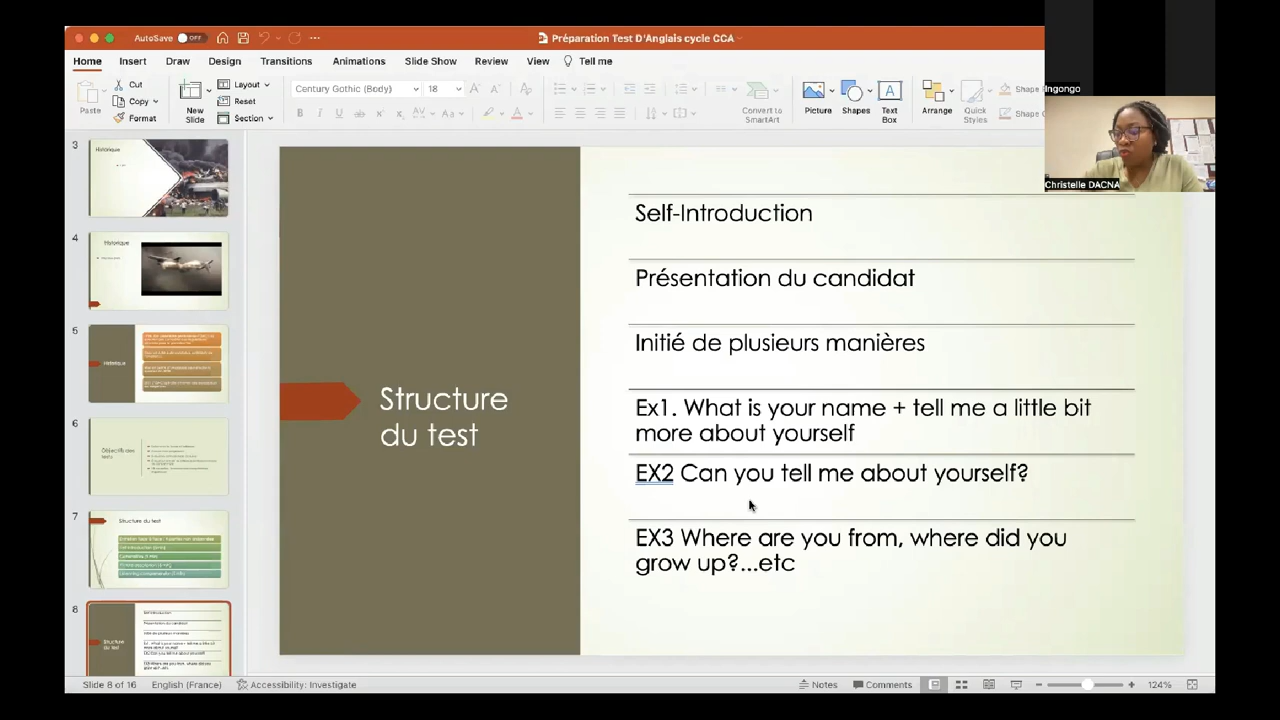 AutoSave
OFF
Préparation Test D'Anglais cycle CCA
Home
Insert
Draw
Design
Transitions
Animations
Slide Show
Review
View
Tell me
Paste
Cut
Copy
Format
New Slide
Layout
Reset
Section
Century Gothic (Body)
18
Convert to SmartArt
Picture
Shapes
Text Box
Arrange
Quick Styles
Shape
Shape
Ingongo
Christelle DACNA
3
Historique
4
Historique
5
Historique
6
Objectifs des tests
7
Structure du test
8
Structure du test
Structure
du test
Self-Introduction
Présentation du candidat
Initié de plusieurs manières
Ex1. What is your name + tell me a little bit
more about yourself
EX2 Can you tell me about yourself?
EX3 Where are you from, where did you
grow up?...etc
Slide 8 of 16
English (France)
Accessibility: Investigate
Notes
Comments
124%